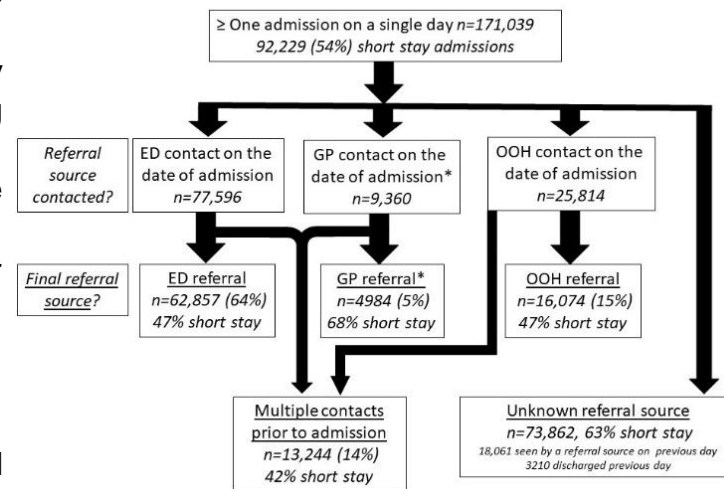 ≥ One admission on a single day n=171,039
92,229 (54%) short stay admissions
Referral
source
contacted?
ED contact on the
date of admission
n=77,596
GP contact on the
date of admission*
n=9,360
OOH contact on the
date of admission
n=25,814
Final referral
source?
ED referral
n=62,857 (64%)
47% short stay
GP referral*
n=4984 (5%)
68% short stay
OOH referral
n=16,074 (15%)
47% short stay
Multiple contacts
prior to admission
n=13,244 (14%)
42% short stay
Unknown referral source
n=73,862, 63% short stay
18,061 seen by a referral source on previous day
3210 discharged previous day